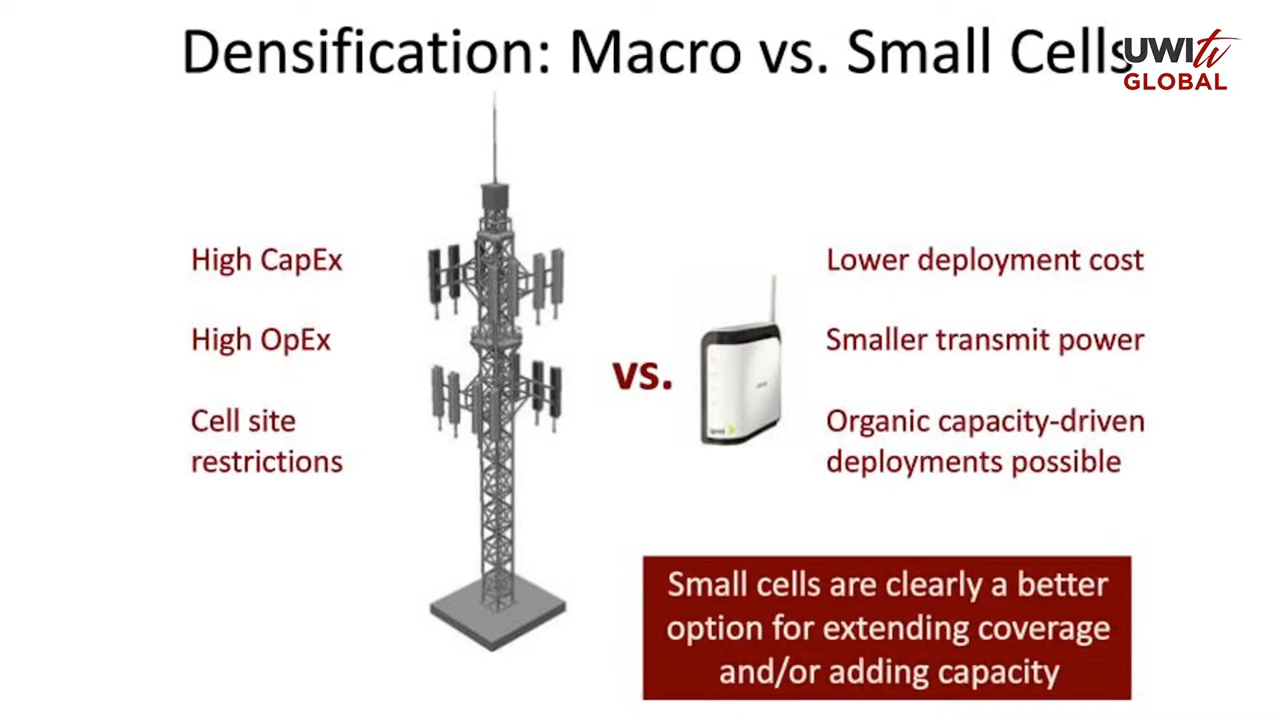 Densification: Macro vs. Small Cells
UWI tv
GLOBAL
High CapEx
High OpEx
Cell site
restrictions
vs.
Lower deployment cost
Smaller transmit power
Organic capacity-driven
deployments possible
Small cells are clearly a better
option for extending coverage
and/or adding capacity